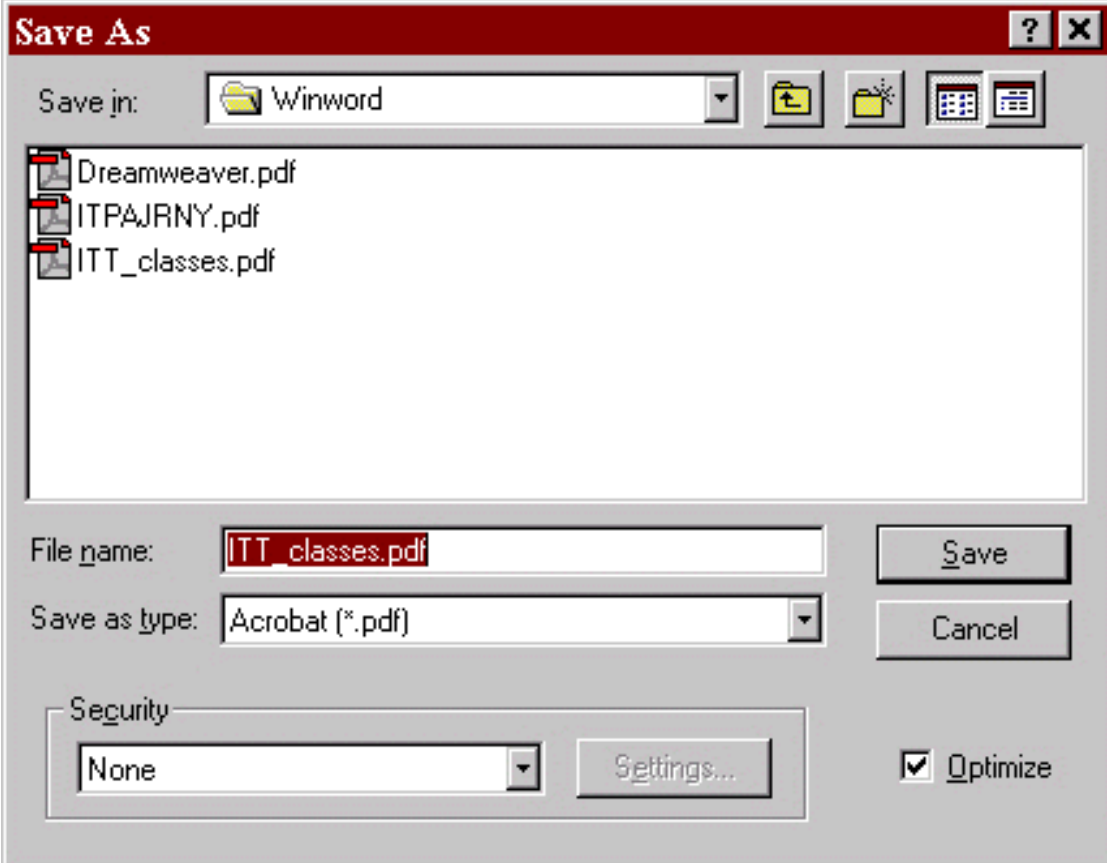 Save As
Save in: Winword
Dreamweaver.pdf
ITPAJRNY.pdf
ITT_classes.pdf
File name: ITT_classes.pdf Save
Save as type: Acrobat (*.pdf) Cancel
Security
None Settings... Optimize